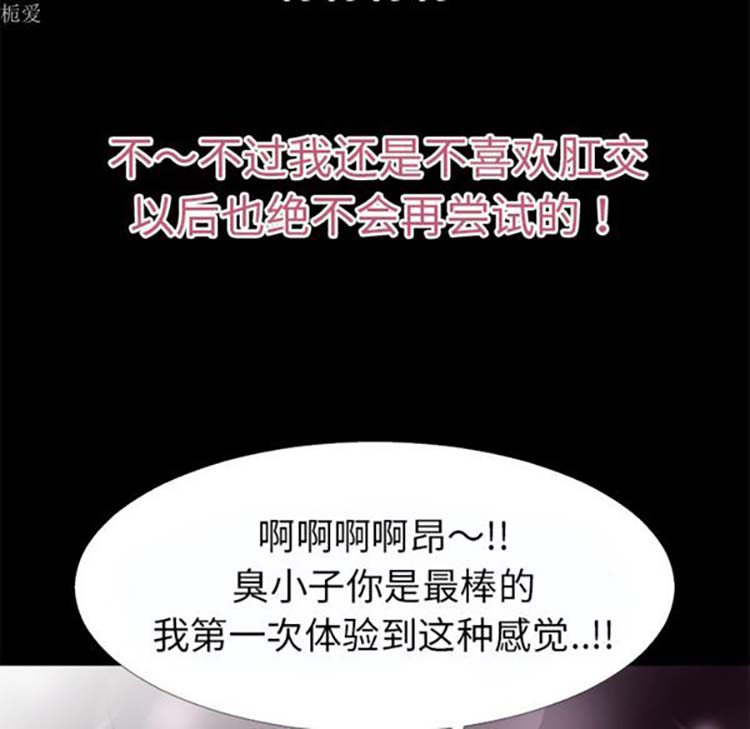 栀爱
不～不过我还是不喜欢肛交
以后也绝不会再尝试的！
啊啊啊啊昂～!!
臭小子你是最棒的
我第一次体验到这种感觉..!!